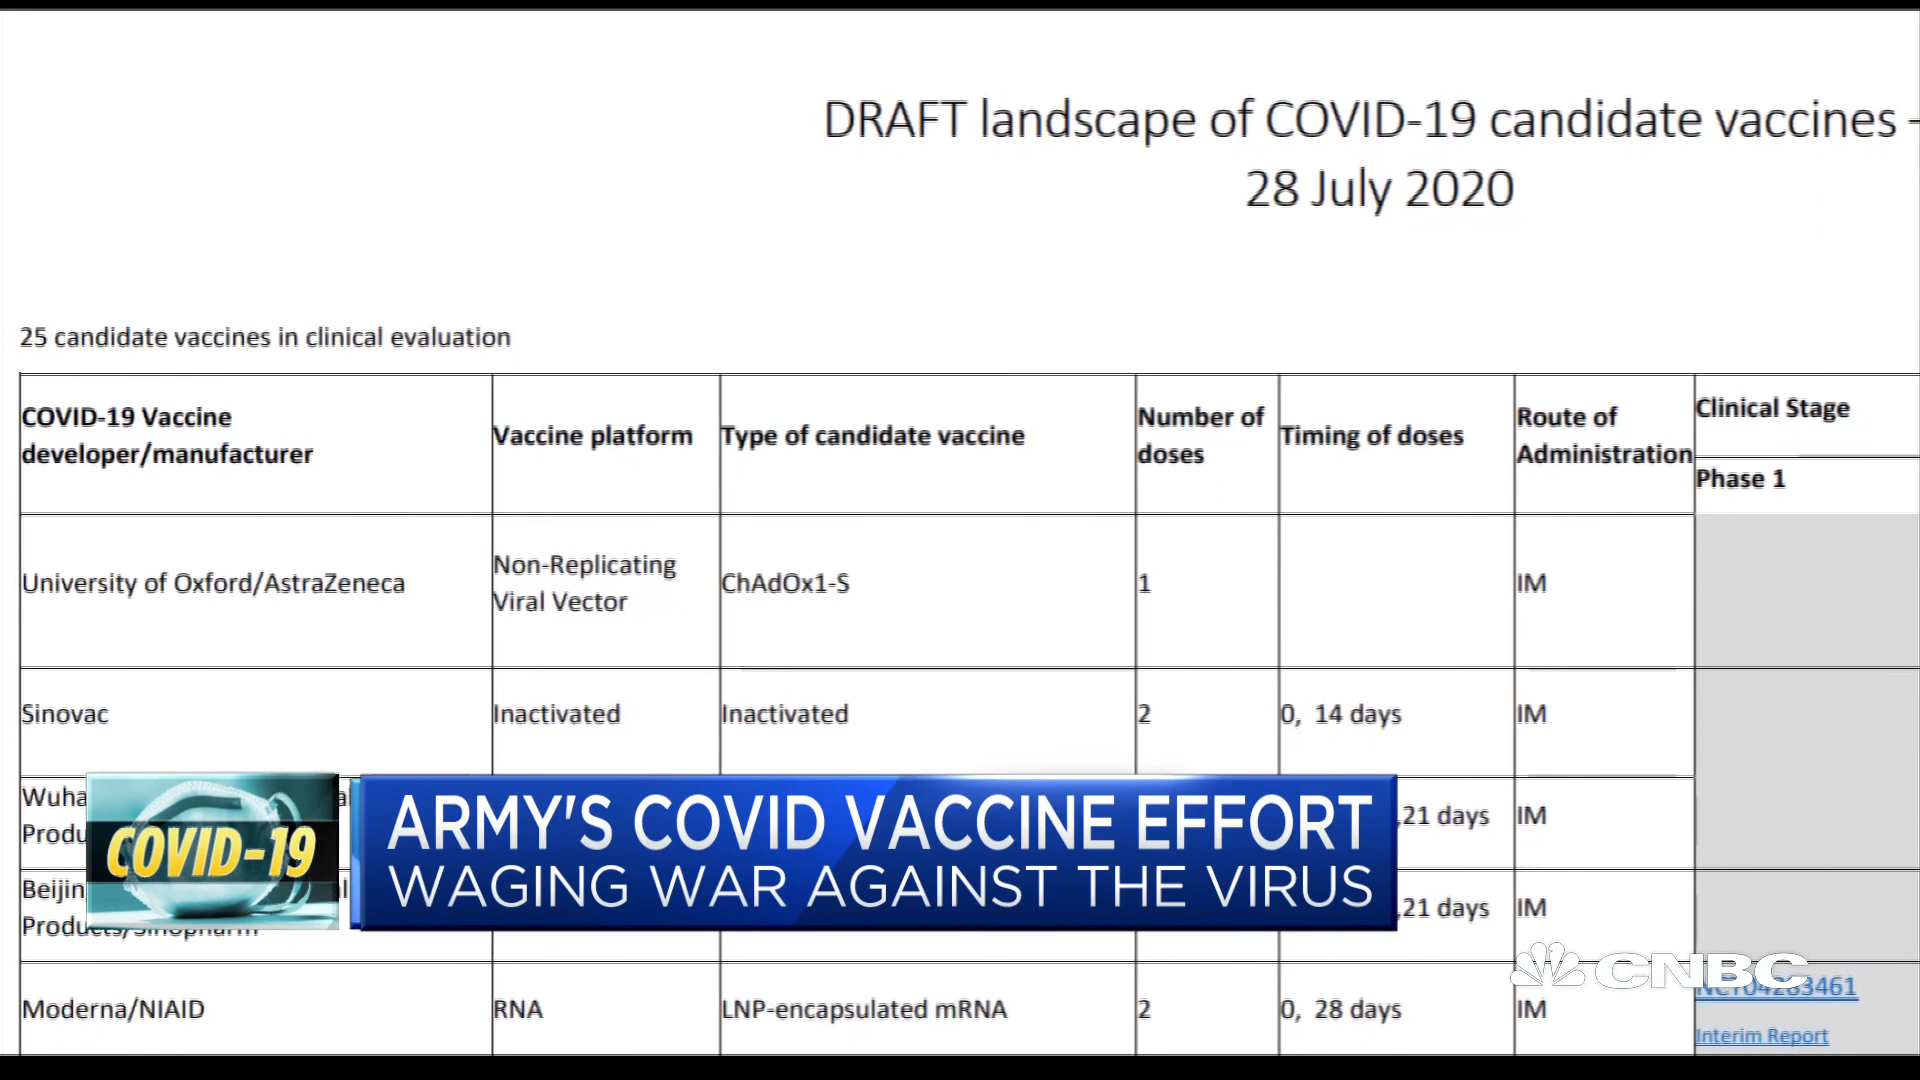 DRAFT landscape of COVID-19 candidate vaccines -
28 July 2020
25 candidate vaccines in clinical evaluation
COVID-19 Vaccine developer/manufacturer
Vaccine platform
Type of candidate vaccine
Number of doses
Timing of doses
Route of Administration
Clinical Stage
Phase 1
University of Oxford/AstraZeneca
Non-Replicating Viral Vector
ChAdOx1-S
1
IM
Sinovac
Inactivated
Inactivated
2
0, 14 days
IM
,21 days
IM
,21 days
IM
Moderna/NIAID
RNA
LNP-encapsulated mRNA
2
0, 28 days
IM
NCT04283461
Interim Report
COVID-19
ARMY'S COVID VACCINE EFFORT
WAGING WAR AGAINST THE VIRUS
CNBC